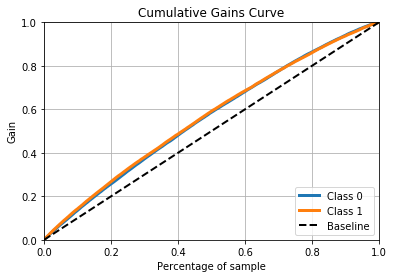 Cumulative Gains Curve
1.0
0.8
0.6
0.4
0.2
0.0
Gain
Class 0
Class 1
Baseline
0.0 0.2 0.4 0.6 0.8 1.0
Percentage of sample